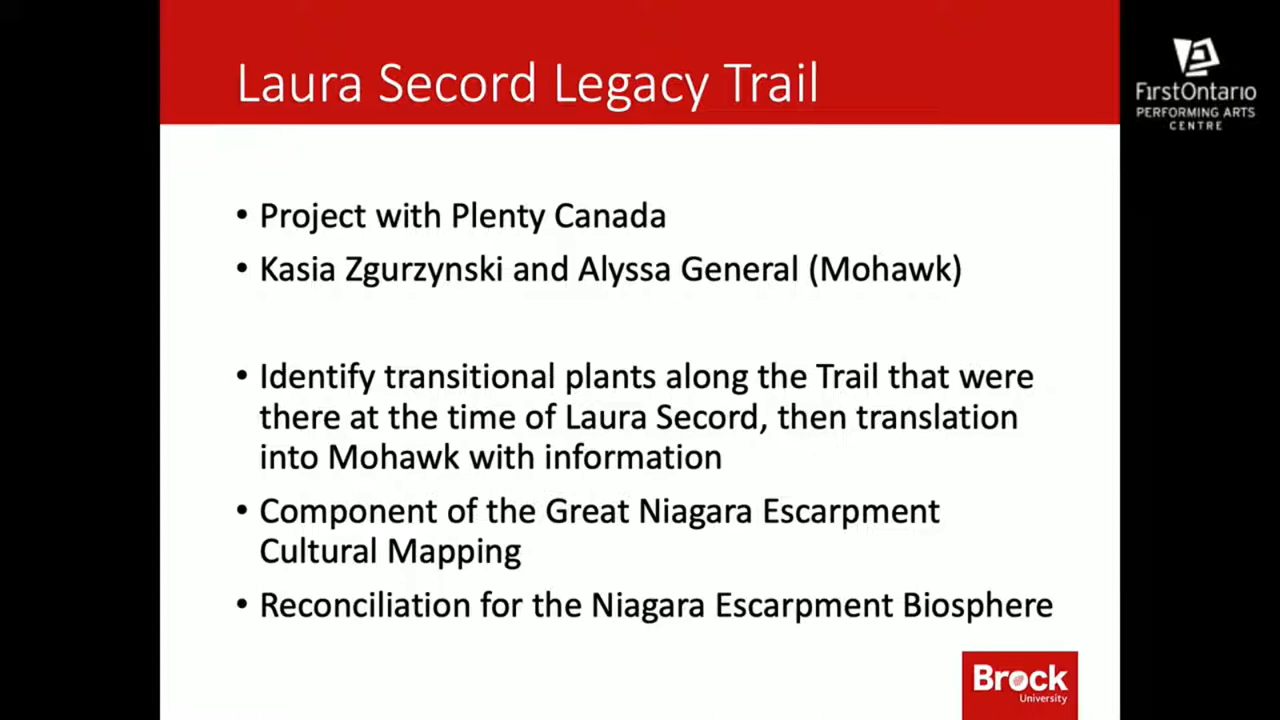 Laura Secord Legacy Trail
FirstOntario
PERFORMING ARTS
CENTRE
• Project with Plenty Canada
• Kasia Zgurzynski and Alyssa General (Mohawk)
• Identify transitional plants along the Trail that were
there at the time of Laura Secord, then translation
into Mohawk with information
• Component of the Great Niagara Escarpment
Cultural Mapping
• Reconciliation for the Niagara Escarpment Biosphere
Brock
University